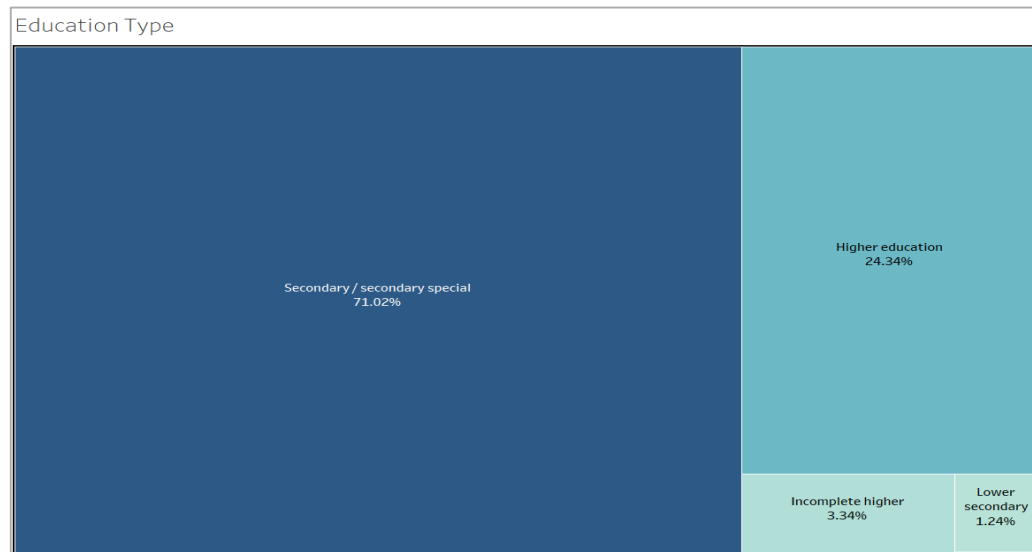 Education Type
Secondary / secondary special
71.02%
Higher education
24.34%
Incomplete higher
3.34%
Lower
secondary
1.24%